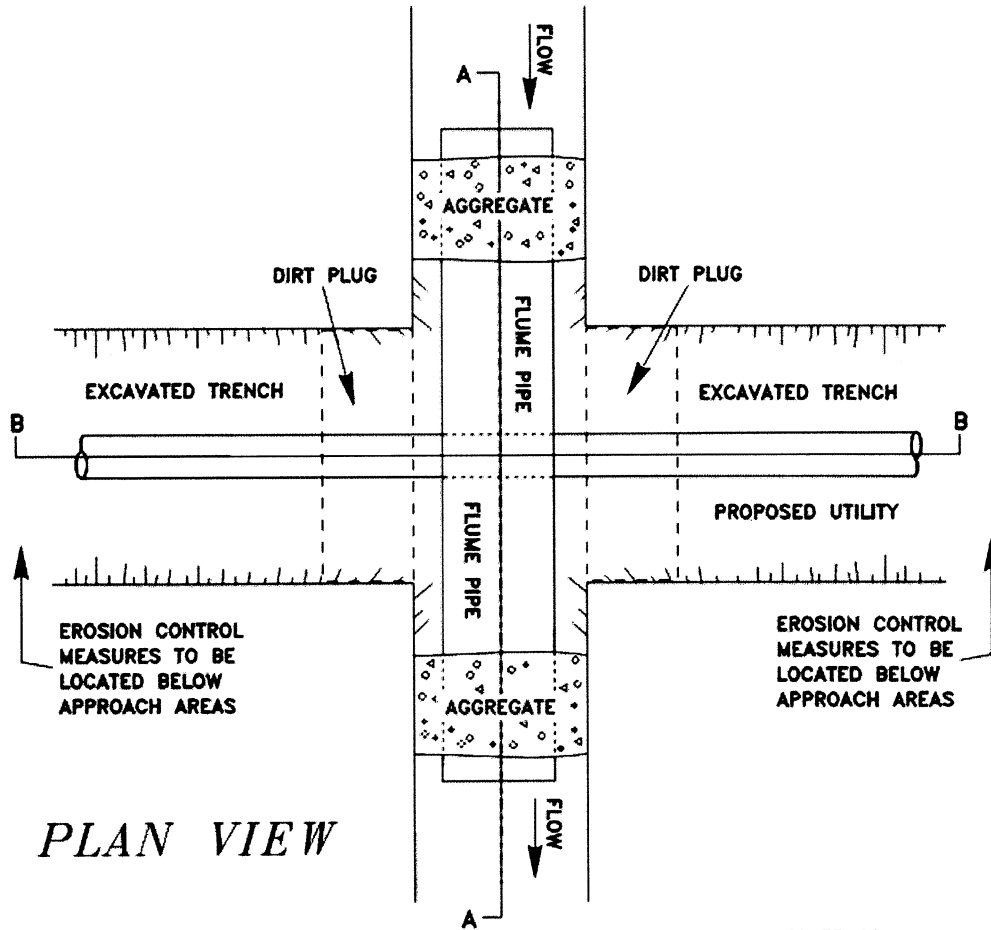 FLOW
A
AGGREGATE
DIRT PLUG
DIRT PLUG
FLUME PIPE
EXCAVATED TRENCH
EXCAVATED TRENCH
B
B
FLUME PIPE
PROPOSED UTILITY
EROSION CONTROL
MEASURES TO BE
LOCATED BELOW
APPROACH AREAS
EROSION CONTROL
MEASURES TO BE
LOCATED BELOW
APPROACH AREAS
AGGREGATE
FLOW
PLAN VIEW
A